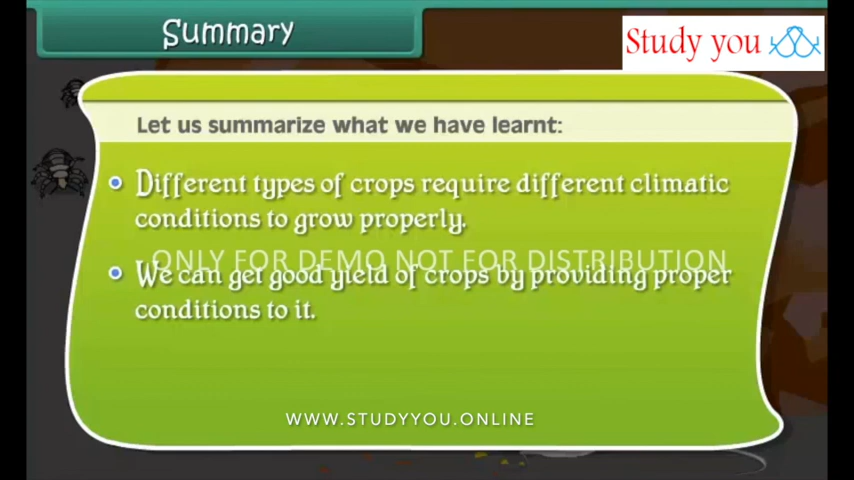 Summary
Study you
Let us summarize what we have learnt:
Different types of crops require different climatic
conditions to grow properly.
ONLY FOR DEMO NOT FOR DISTRIBUTION
We can get good yield of crops by providing proper
conditions to it.
WWW.STUDYYOU.ONLINE